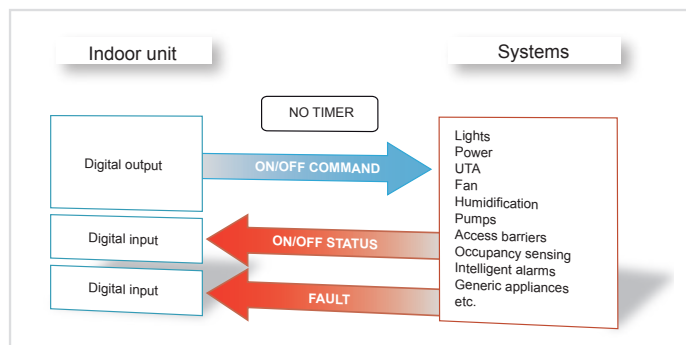 Indoor unit
Systems
NO TIMER
Digital output
ON/OFF COMMAND
Digital input
ON/OFF STATUS
Digital input
FAULT
Lights
Power
UTA
Fan
Humidification
Pumps
Access barriers
Occupancy sensing
Intelligent alarms
Generic appliances
etc.